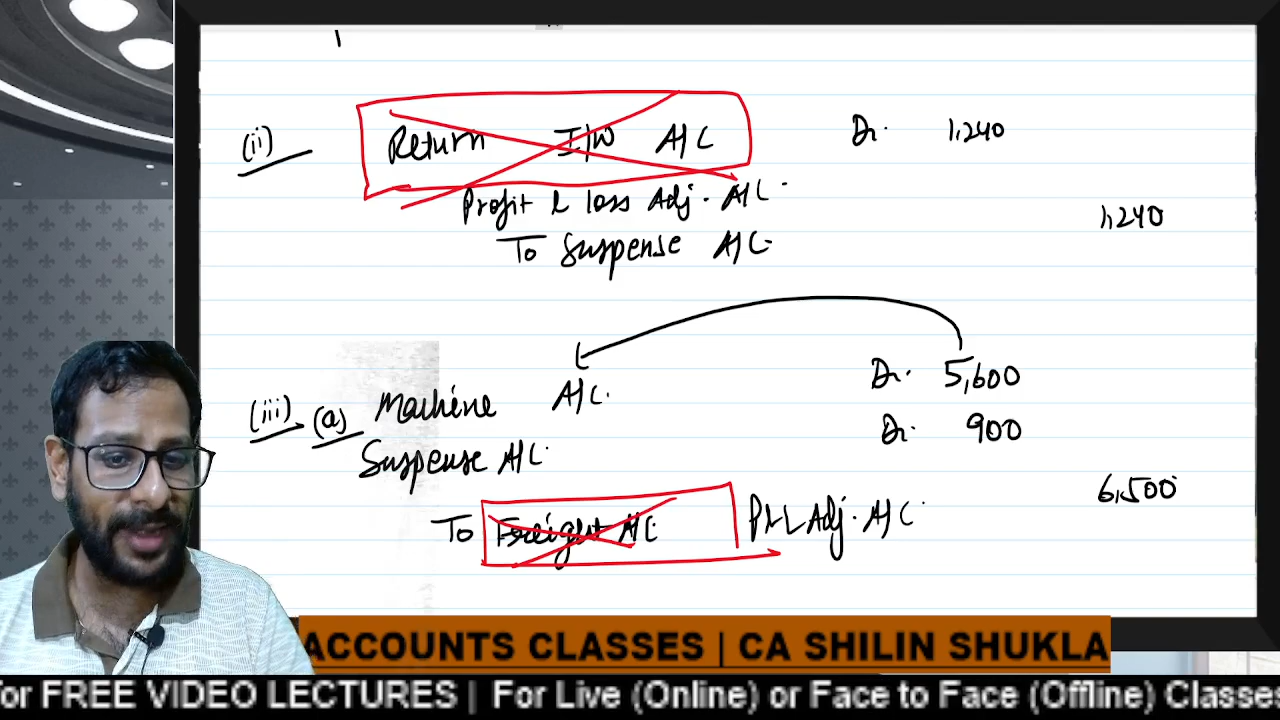 (ii) Return I/W A/C Dr. 1,240
Profit & loss Adj. A/C.
1,240
To Suspense A/C.
(iii) (a) Machine A/C. Dr. 5,600
Suspense A/C. Dr. 900
6,500
To Freight A/C P&L Adj. A/C.
ACCOUNTS CLASSES | CA SHILIN SHUKLA
or FREE VIDEO LECTURES | For Live (Online) or Face to Face (Offline) Classes